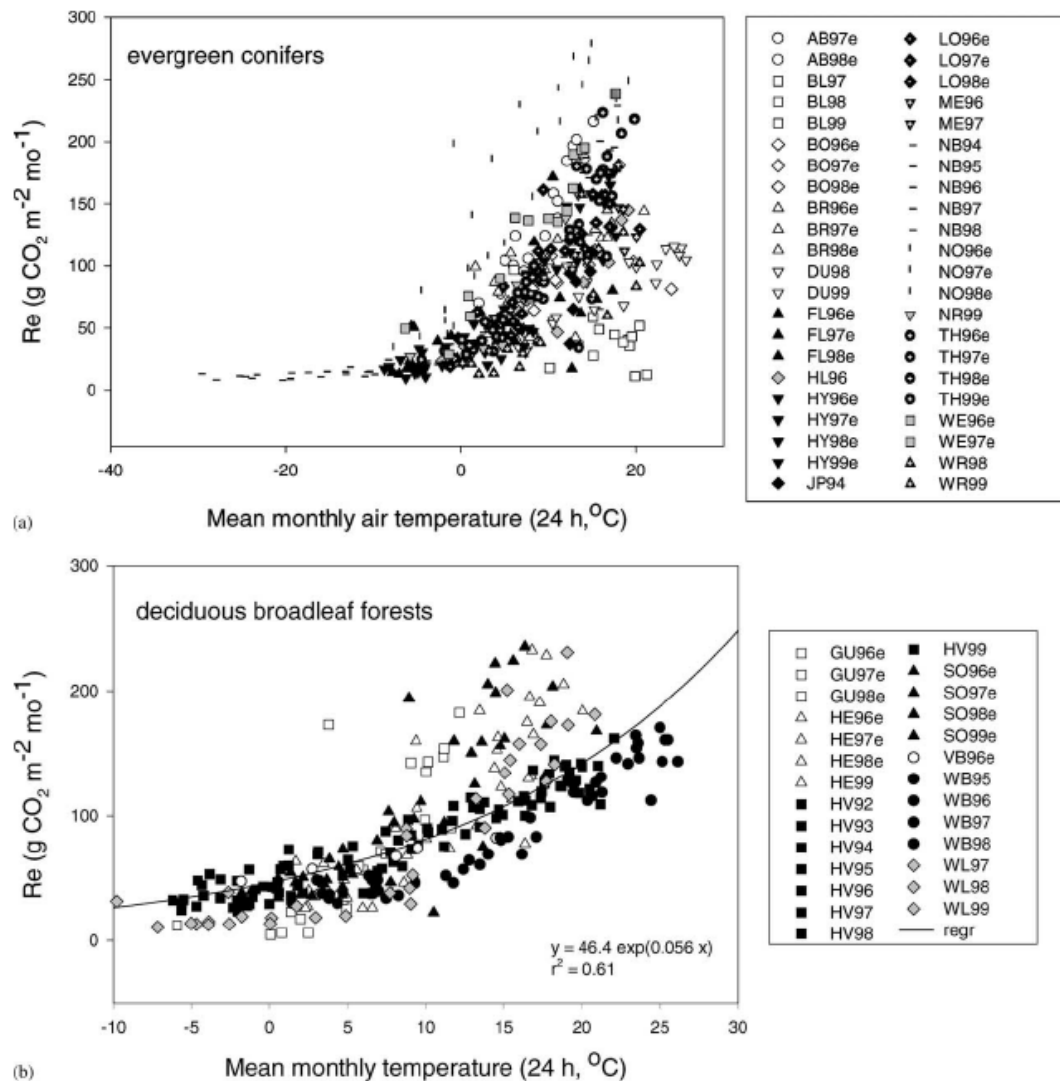 300
250
200
150
100
50
0
Re (g CO2 m-2 mo-1)
evergreen conifers
-40
-20
0
20
(a)
Mean monthly air temperature (24 h,oC)
AB97e
AB98e
BL97
BL98
BL99
BO96e
BO97e
BO98e
BR96e
BR97e
BR98e
DU98
DU99
FL96e
FL97e
FL98e
HL96
HY96e
HY97e
HY98e
HY99e
JP94
LO96e
LO97e
LO98e
ME96
ME97
NB94
NB95
NB96
NB97
NB98
NO96e
NO97e
NO98e
NR99
TH96e
TH97e
TH98e
TH99e
WE96e
WE97e
WR98
WR99
300
200
100
0
Re (g CO2 m-2 mo-1)
deciduous broadleaf forests
y = 46.4 exp(0.056 x)
r2 = 0.61
-10
-5
0
5
10
15
20
25
30
(b)
Mean monthly temperature (24 h, oC)
GU96e
GU97e
GU98e
HE96e
HE97e
HE98e
HE99
HV92
HV93
HV94
HV95
HV96
HV97
HV98
HV99
SO96e
SO97e
SO98e
SO99e
VB96e
WB95
WB96
WB97
WB98
WL97
WL98
WL99
regr